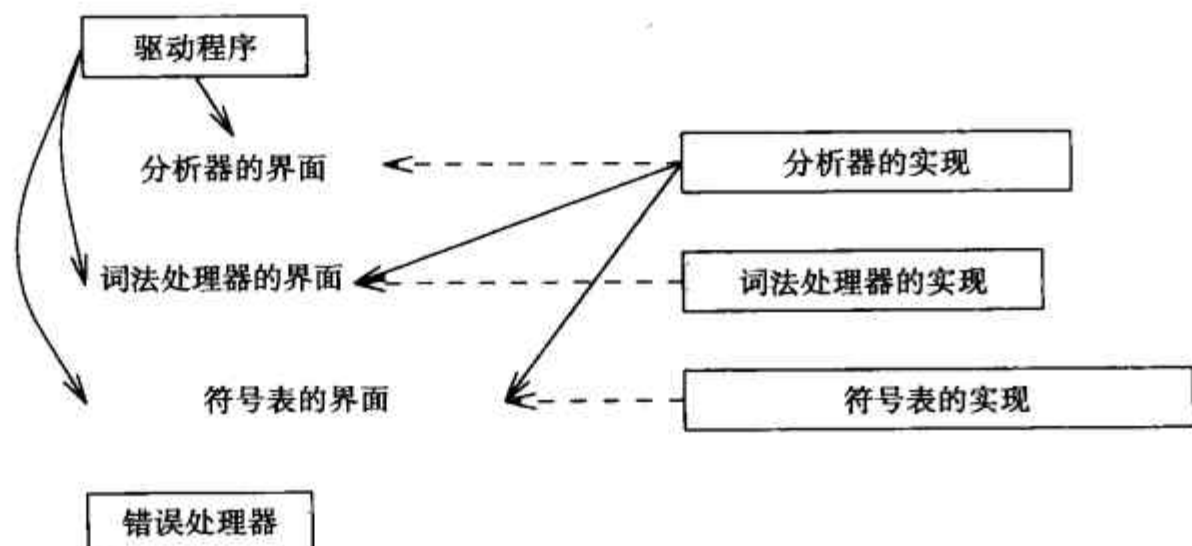 驱动程序
分析器的界面
分析器的实现
词法处理器的界面
词法处理器的实现
符号表的界面
符号表的实现
错误处理器